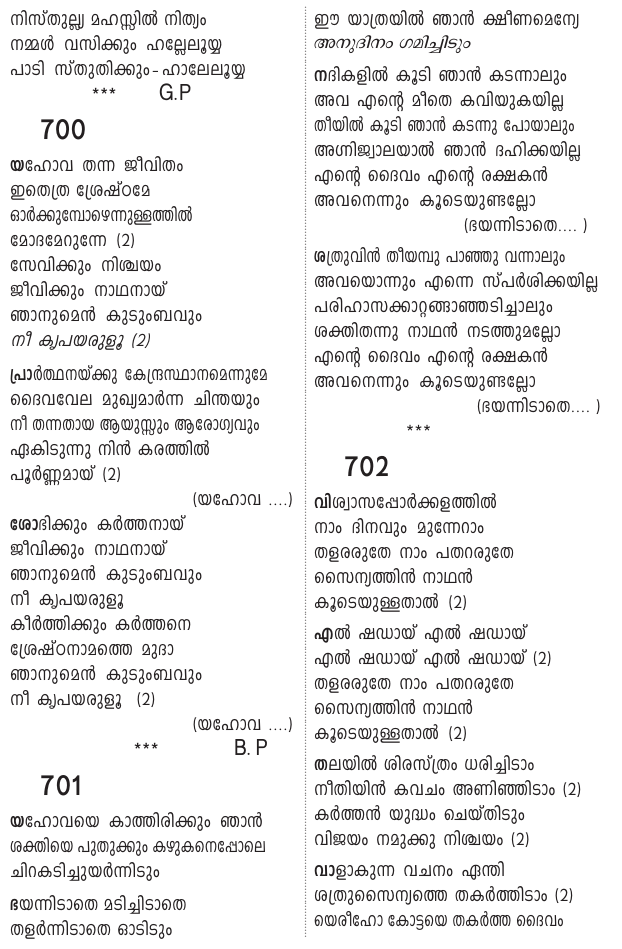 നിസ്തുല്ല്യ മഹസ്സിൽ നിത്യം
നമ്മൾ വസിക്കും ഹല്ലേലൂയ്യ
പാടി സ്തുതിക്കും-ഹാലേലൂയ്യ
*** G.P
700
യഹോവ തന്ന ജീവിതം
ഇതെത്ര ശ്രേഷ്ഠമേ
ഓർക്കുമ്പോഴെന്നുള്ളത്തിൽ
മോദമേറുന്നേ (2)
സേവിക്കും നിശ്ചയം
ജീവിക്കും നാഥനായ്
ഞാനുമെൻ കുടുംബവും
നീ കൃപയരുളൂ (2)
പ്രാർത്ഥനയ്ക്കു കേന്ദ്രസ്ഥാനമെന്നുമേ
ദൈവവേല മുഖ്യമാർന്ന ചിന്തയും
നീ തന്നതായ ആയുസ്സും ആരോഗ്യവും
ഏകിടുന്നു നിൻ കരത്തിൽ
പൂർണ്ണമായ് (2)
(യഹോവ ....)
ശോഭിക്കും കർത്തനായ്
ജീവിക്കും നാഥനായ്
ഞാനുമെൻ കുടുംബവും
നീ കൃപയരുളൂ
കീർത്തിക്കും കർത്തനെ
ശ്രേഷ്ഠനാമത്തെ മുദാ
ഞാനുമെൻ കുടുംബവും
നീ കൃപയരുളൂ (2)
(യഹോവ ....)
*** B. P
701
യഹോവയെ കാത്തിരിക്കും ഞാൻ
ശക്തിയെ പുതുക്കും കഴുകനെപ്പോലെ
ചിറകടിച്ചുയർന്നിടും
ഭയന്നിടാതെ മടിച്ചിടാതെ
തളർന്നിടാതെ ഓടിടും
ഈ യാത്രയിൽ ഞാൻ ക്ഷീണമെന്യേ
അനുദിനം ഗമിച്ചിടും
നദികളിൽ കൂടി ഞാൻ കടന്നാലും
അവ എന്റെ മീതെ കവിയുകയില്ല
തീയിൽ കൂടി ഞാൻ കടന്നു പോയാലും
അഗ്നിജ്വാലയാൽ ഞാൻ ദഹിക്കയില്ല
എന്റെ ദൈവം എന്റെ രക്ഷകൻ
അവനെന്നും കൂടെയുണ്ടല്ലോ
(ഭയന്നിടാതെ.... )
ശത്രുവിൻ തീയമ്പു പാഞ്ഞു വന്നാലും
അവയൊന്നും എന്നെ സ്പർശിക്കയില്ല
പരിഹാസക്കാറ്റങ്ങാഞ്ഞടിച്ചാലും
ശക്തിതന്നു നാഥൻ നടത്തുമല്ലോ
എന്റെ ദൈവം എന്റെ രക്ഷകൻ
അവനെന്നും കൂടെയുണ്ടല്ലോ
(ഭയന്നിടാതെ.... )
***
702
വിശ്വാസപ്പോർക്കളത്തിൽ
നാം ദിനവും മുന്നേറാം
തളരരുതേ നാം പതറരുതേ
സൈന്യത്തിൻ നാഥൻ
കൂടെയുള്ളതാൽ (2)
എൽ ഷഡായ് എൽ ഷഡായ്
എൽ ഷഡായ് എൽ ഷഡായ് (2)
തളരരുതേ നാം പതറരുതേ
സൈന്യത്തിൻ നാഥൻ
കൂടെയുള്ളതാൽ (2)
തലയിൽ ശിരസ്ത്രം ധരിച്ചിടാം
നീതിയിൻ കവചം അണിഞ്ഞിടാം (2)
കർത്തൻ യുദ്ധം ചെയ്തിടും
വിജയം നമുക്കു നിശ്ചയം (2)
വാളാകുന്ന വചനം ഏന്തി
ശത്രുസൈന്യത്തെ തകർത്തിടാം (2)
യെരീഹോ കോട്ടയെ തകർത്ത ദൈവം